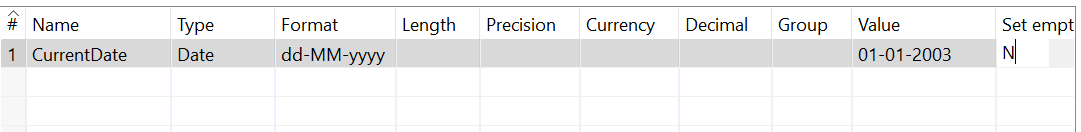 # Name Type Format Length Precision Currency Decimal Group Value Set empt
1 CurrentDate Date dd-MM-yyyy 01-01-2003 N